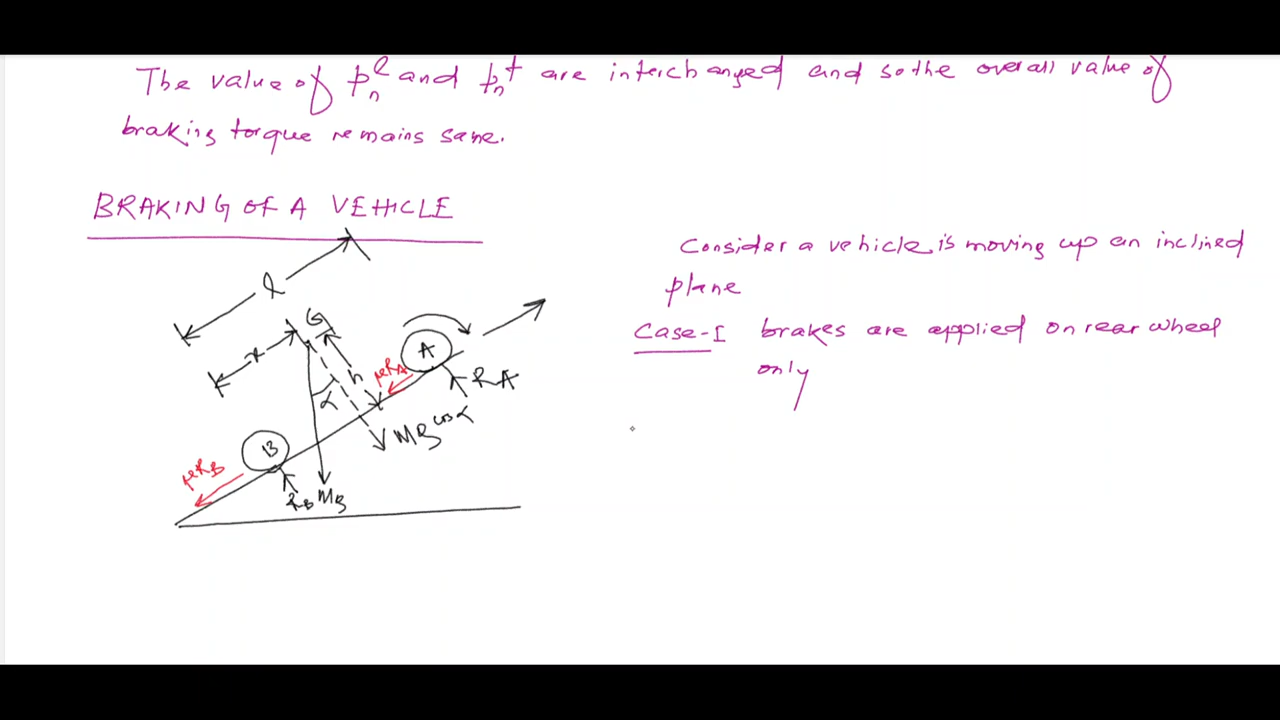 The value of pₙˡ and pₙᵗ are interchanged and so the overall value of
braking torque remains same.
BRAKING OF A VEHICLE
Consider a vehicle is moving up an inclined
plane
Case-I brakes are applied on rear wheel
only
l
G
x
h
A
μRA
RA
α
Mg cos α
B
μRB
RB
Mg